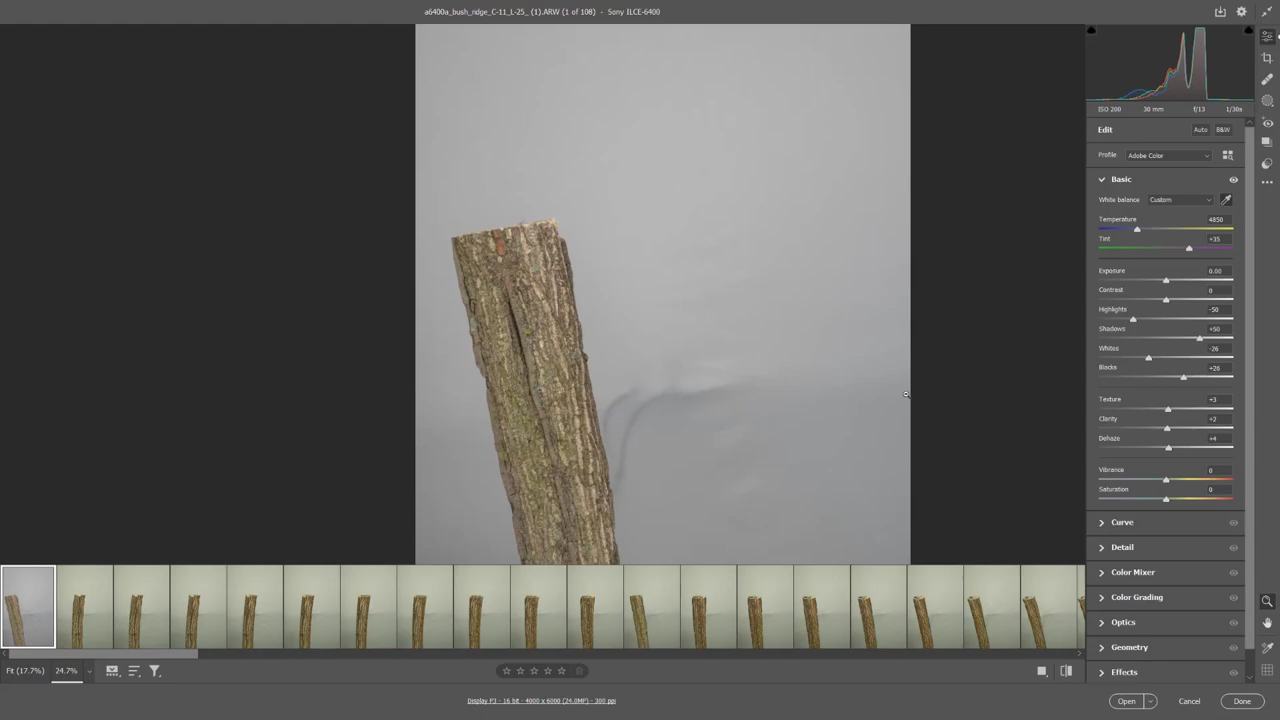 a6400a_bush_ridge_C-11_L-25_ (1).ARW (1 of 108) - Sony ILCE-6400
ISO 200 30 mm f/13 1/30s
Edit Auto B&W
Profile Adobe Color
Basic
White balance Custom
Temperature 4850
Tint +35
Exposure 0.00
Contrast 0
Highlights -50
Shadows +50
Whites -26
Blacks +26
Texture +3
Clarity +2
Dehaze +4
Vibrance 0
Saturation 0
Curve
Detail
Color Mixer
Color Grading
Optics
Geometry
Effects
Fit (17.7%) 24.7%
Display P3 - 16 bit - 4000 x 6000 (24.0MP) - 300 ppi
Open Cancel Done